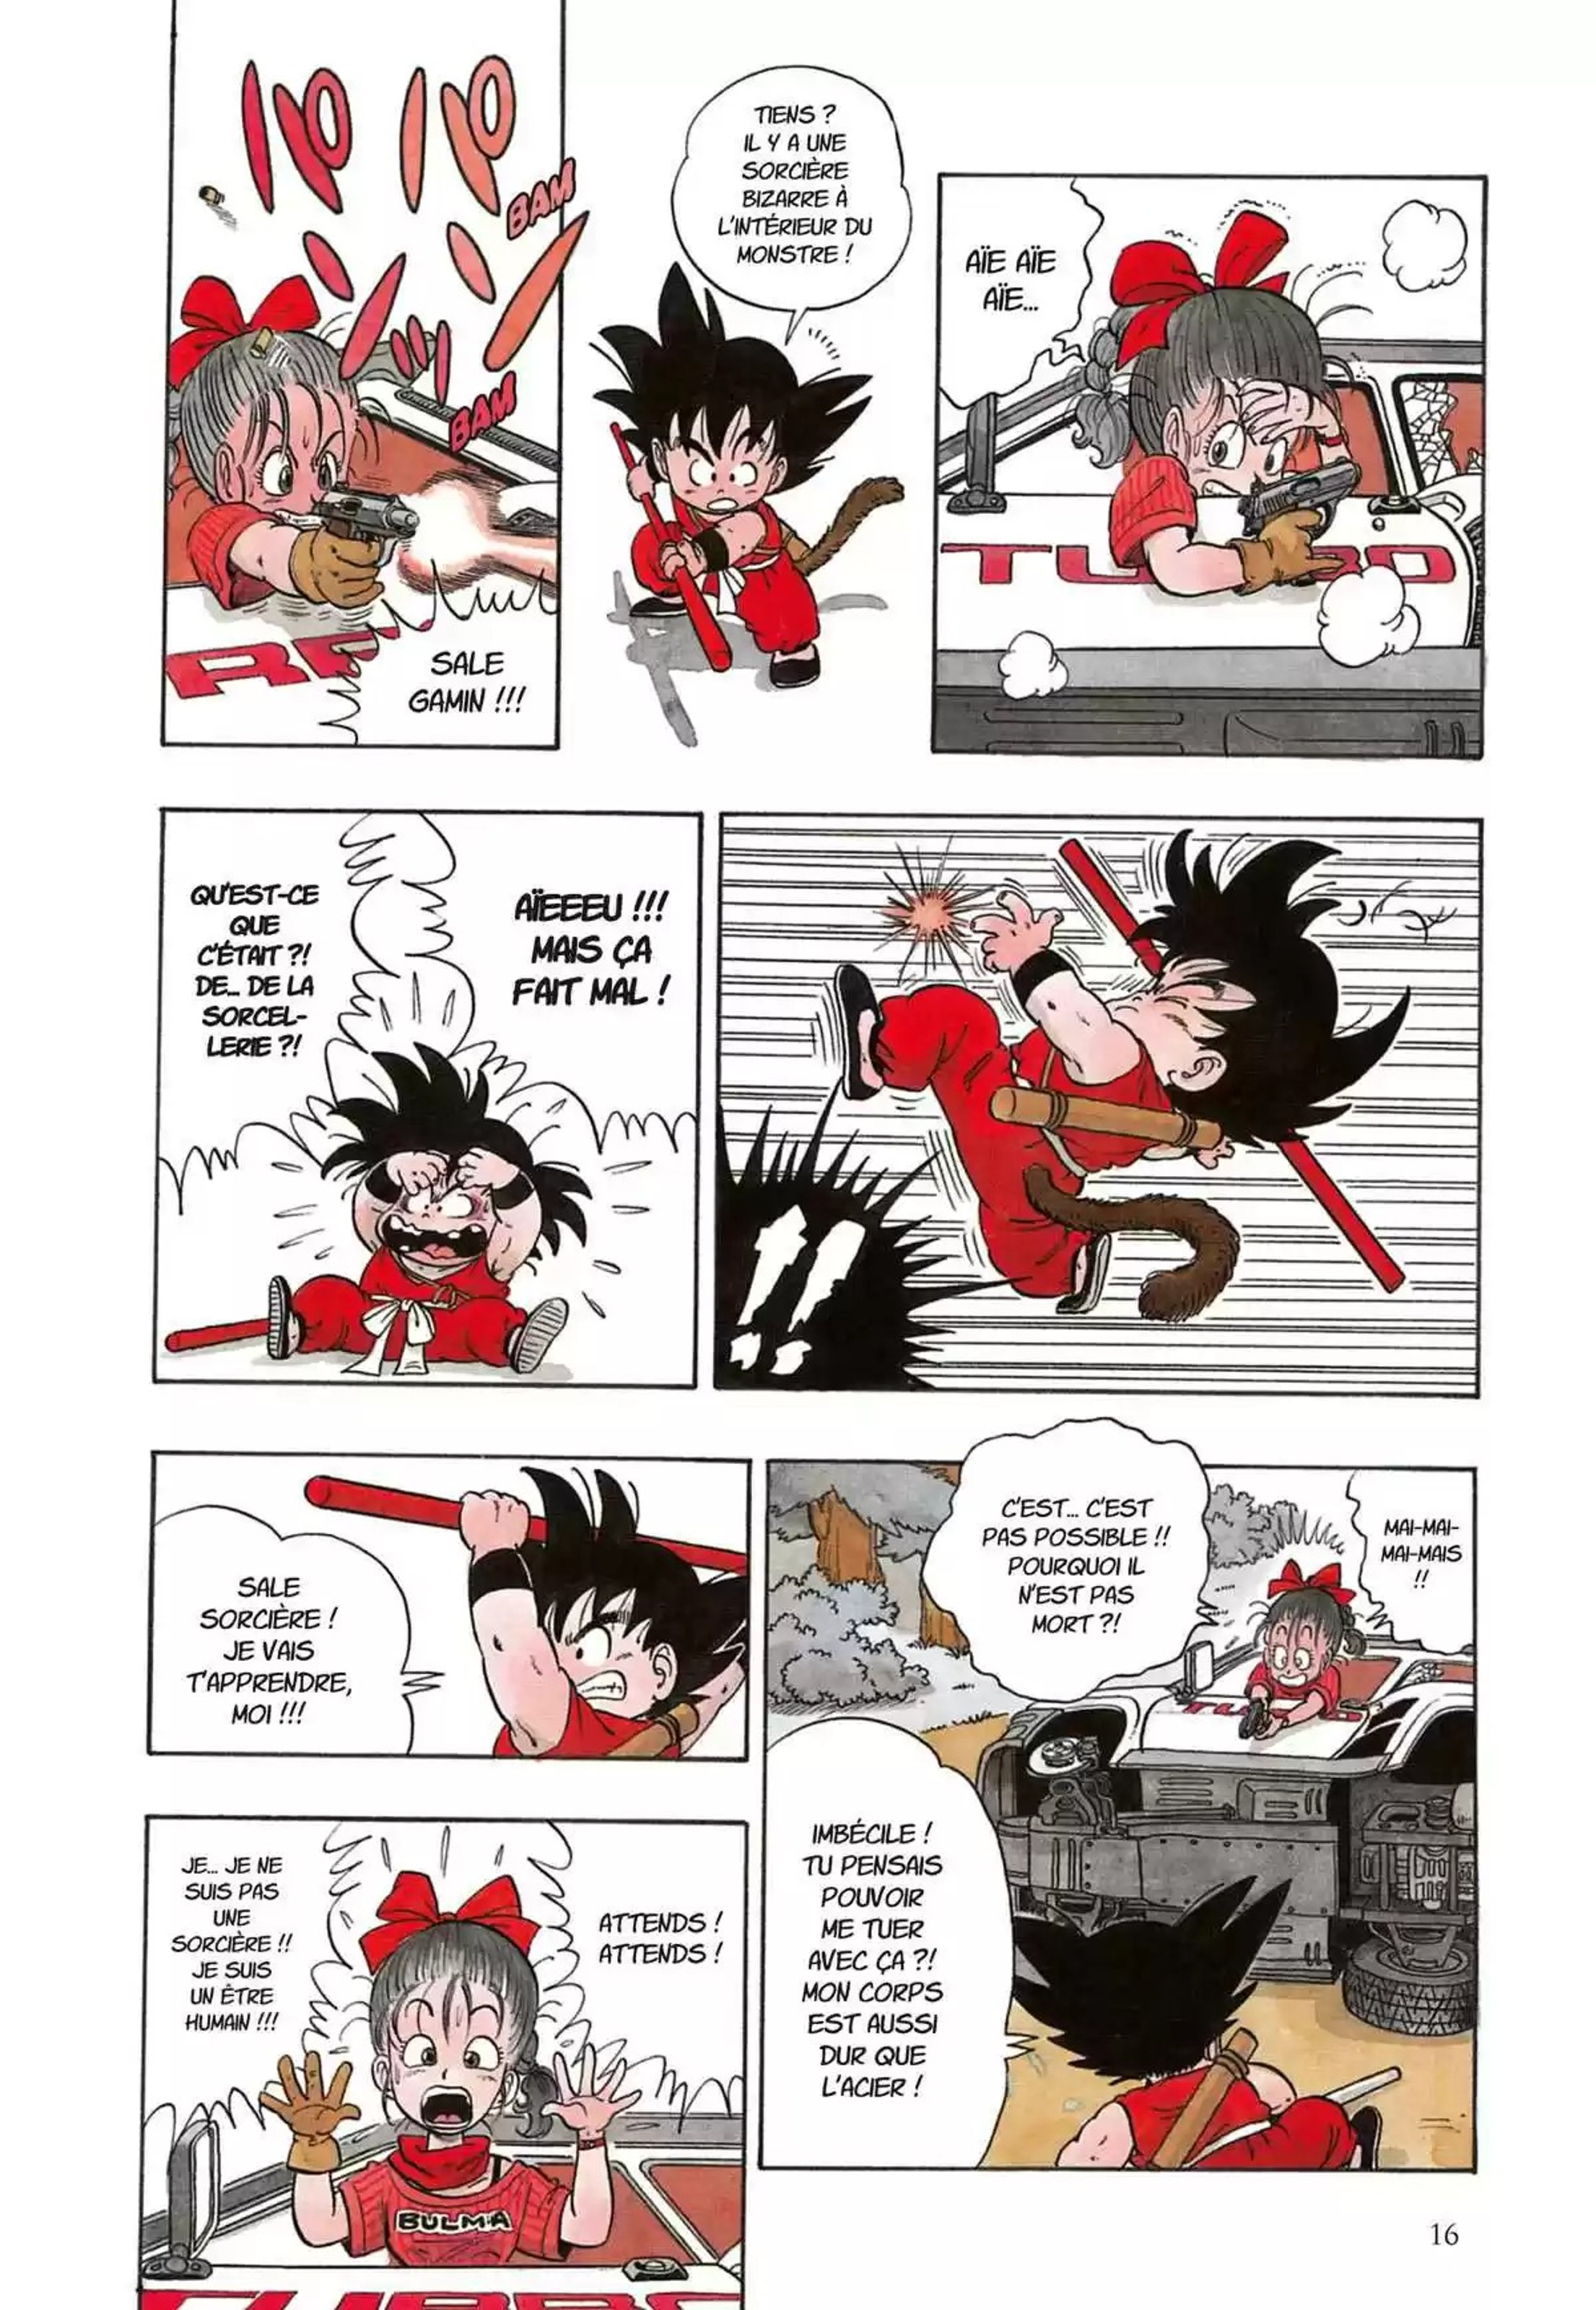 AÏE AÏE
AÏE...
TURBO
TIENS ?
IL Y A UNE
SORCIÈRE
BIZARRE À
L'INTÉRIEUR DU
MONSTRE !
パンパン
BAM
BAM
SALE
GAMIN !!!
!!
AÏEEEU !!!
MAIS ÇA
FAIT MAL !
QU'EST-CE
QUE
C'ÉTAIT ?!
DE... DE LA
SORCEL-
LERIE ?!
MAI-MAI-
MAI-MAIS
!!
C'EST... C'EST
PAS POSSIBLE !!
POURQUOI IL
N'EST PAS
MORT ?!
IMBÉCILE !
TU PENSAIS
POUVOIR
ME TUER
AVEC ÇA ?!
MON CORPS
EST AUSSI
DUR QUE
L'ACIER !
SALE
SORCIÈRE !
JE VAIS
T'APPRENDRE,
MOI !!!
ATTENDS !
ATTENDS !
JE... JE NE
SUIS PAS
UNE
SORCIÈRE !!
JE SUIS
UN ÊTRE
HUMAIN !!!
BULMA
16